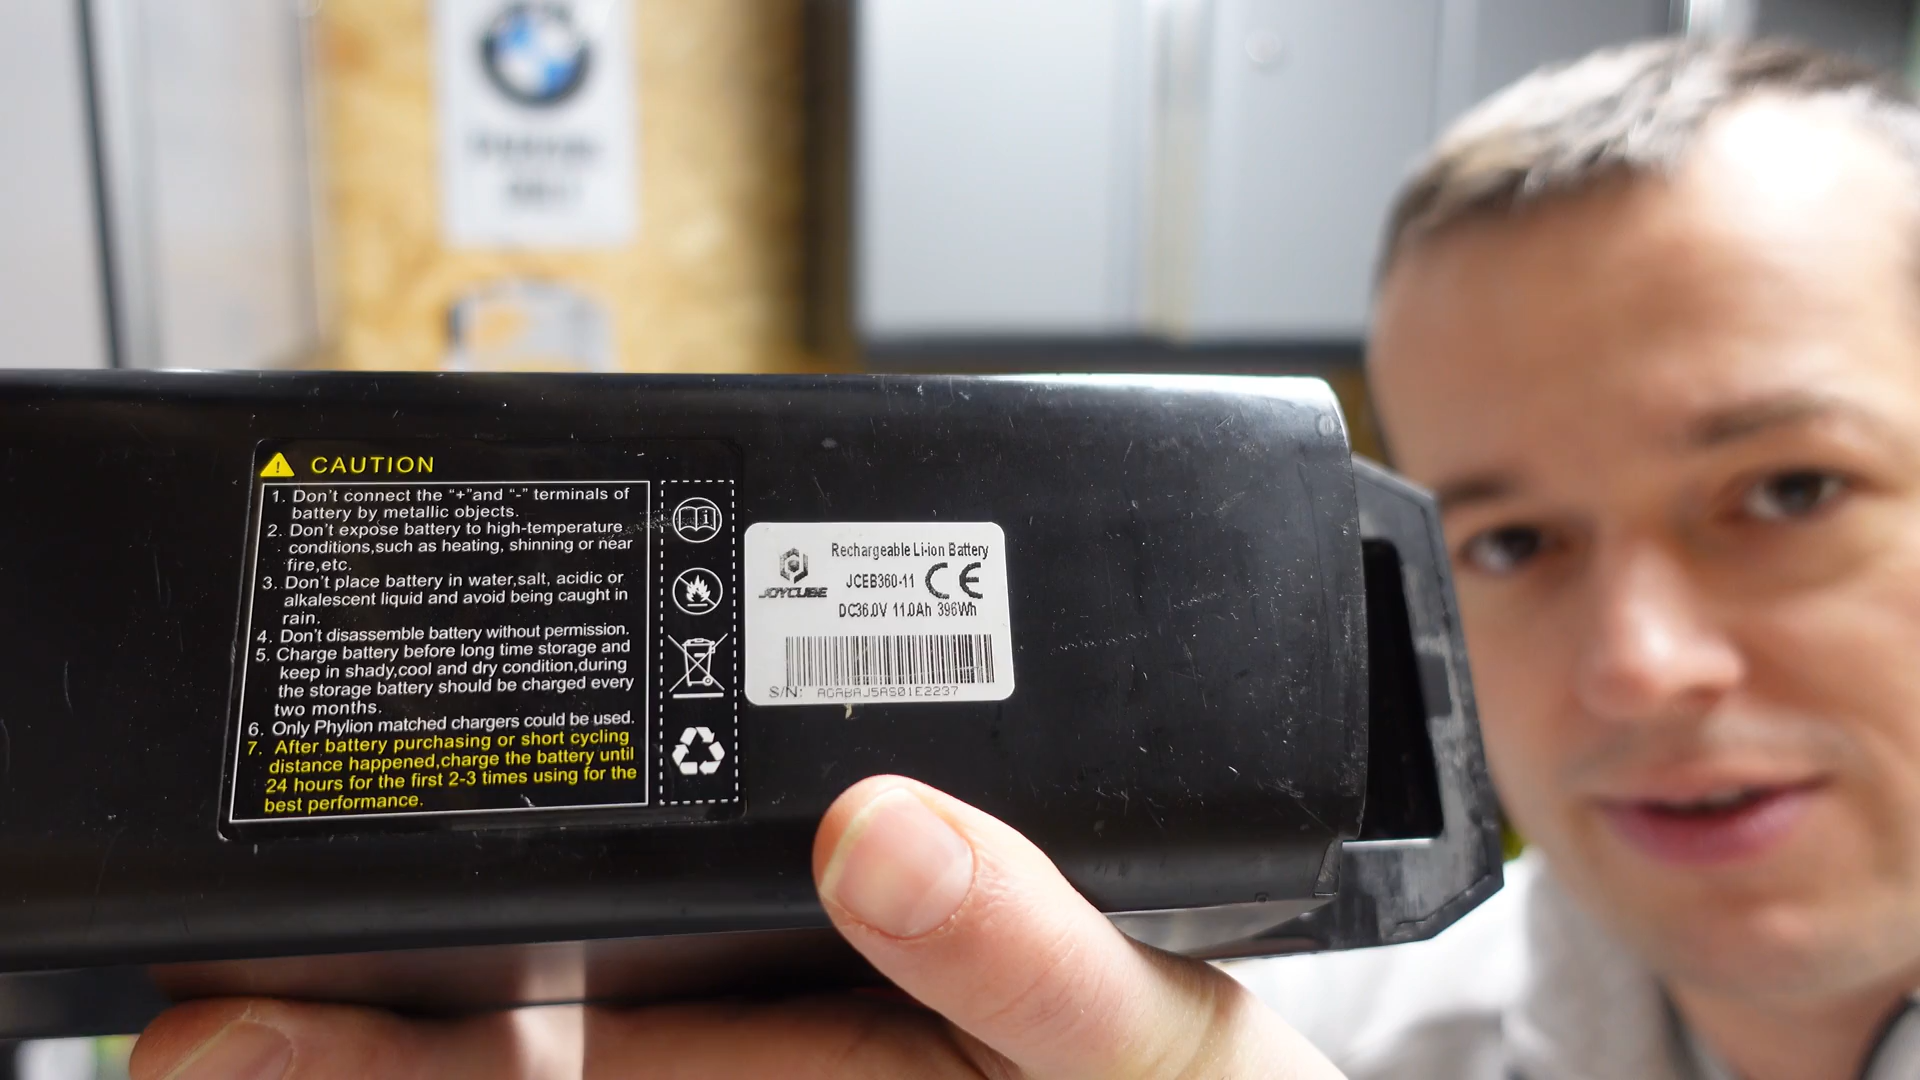 CAUTION
1. Don't connect the "+"and "-" terminals of
battery by metallic objects.
2. Don't expose battery to high-temperature
conditions,such as heating, shinning or near
fire,etc.
3. Don't place battery in water,salt, acidic or
alkalescent liquid and avoid being caught in
rain.
4. Don't disassemble battery without permission.
5. Charge battery before long time storage and
keep in shady,cool and dry condition,during
the storage battery should be charged every
two months.
6. Only Phylion matched chargers could be used.
7. After battery purchasing or short cycling
distance happened,charge the battery until
24 hours for the first 2-3 times using for the
best performance.
Rechargeable Li-ion Battery
JOYCUBE
JCEB360-11 CE
DC36.0V 11.0Ah 396Wh
S/N: AGABAJ5AS01E2237